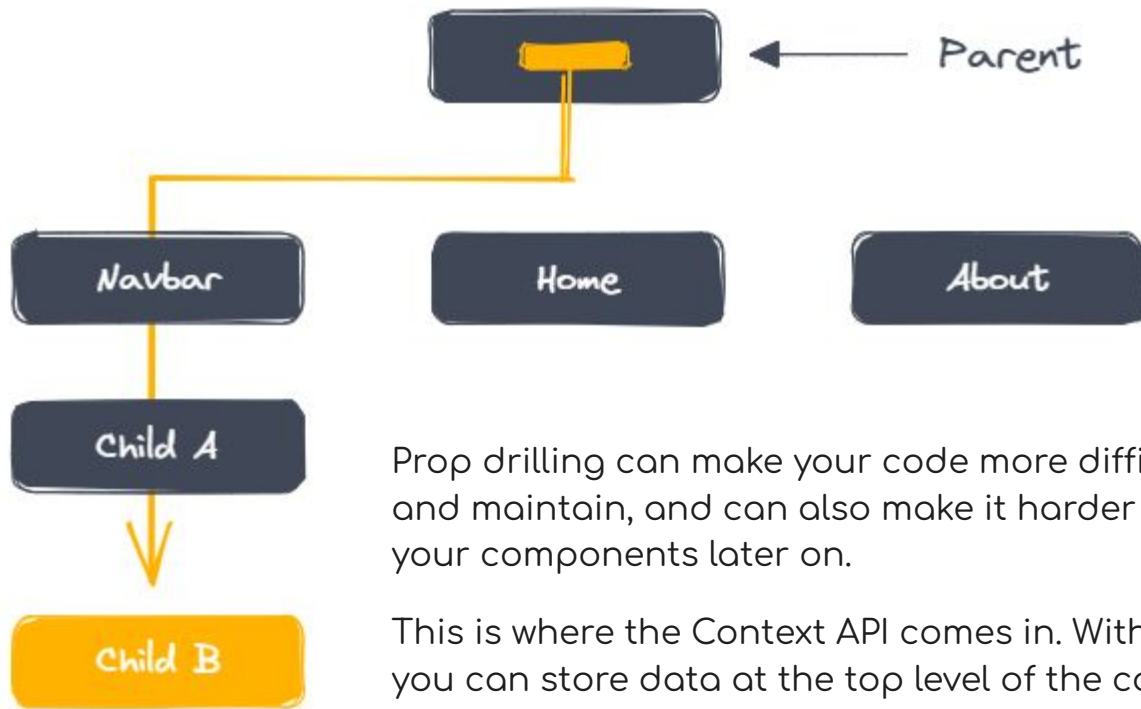 Parent
Navbar
Home
About
Child A
Prop drilling can make your code more
and maintain, and can also make it harder
your components later on.
Child B
This is where the Context API comes in. With
you can store data at the top level of the